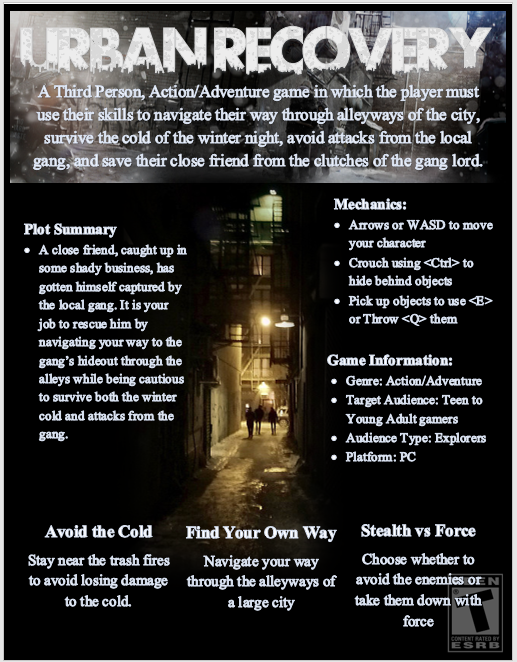 URBAN RECOVERY
A Third Person, Action/Adventure game in which the player must
use their skills to navigate their way through alleyways of the city,
survive the cold of the winter night, avoid attacks from the local
gang, and save their close friend from the clutches of the gang lord.
Plot Summary
• A close friend, caught up in
some shady business, has
gotten himself captured by
the local gang. It is your
job to rescue him by
navigating your way to the
gang's hideout through the
alleys while being cautious
to survive both the winter
cold and attacks from the
gang.
Mechanics:
• Arrows or WASD to move
your character
• Crouch using <Ctrl> to
hide behind objects
• Pick up objects to use <E>
or Throw <Q> them
Game Information:
• Genre: Action/Adventure
• Target Audience: Teen to
Young Adult gamers
• Audience Type: Explorers
• Platform: PC
Avoid the Cold
Stay near the trash fires
to avoid losing damage
to the cold.
Find Your Own Way
Navigate your way
through the alleyways of
a large city
Stealth vs Force
Choose whether to
avoid the enemies or
take them down with
force
TEEN
T
CONTENT RATED BY
ESRB